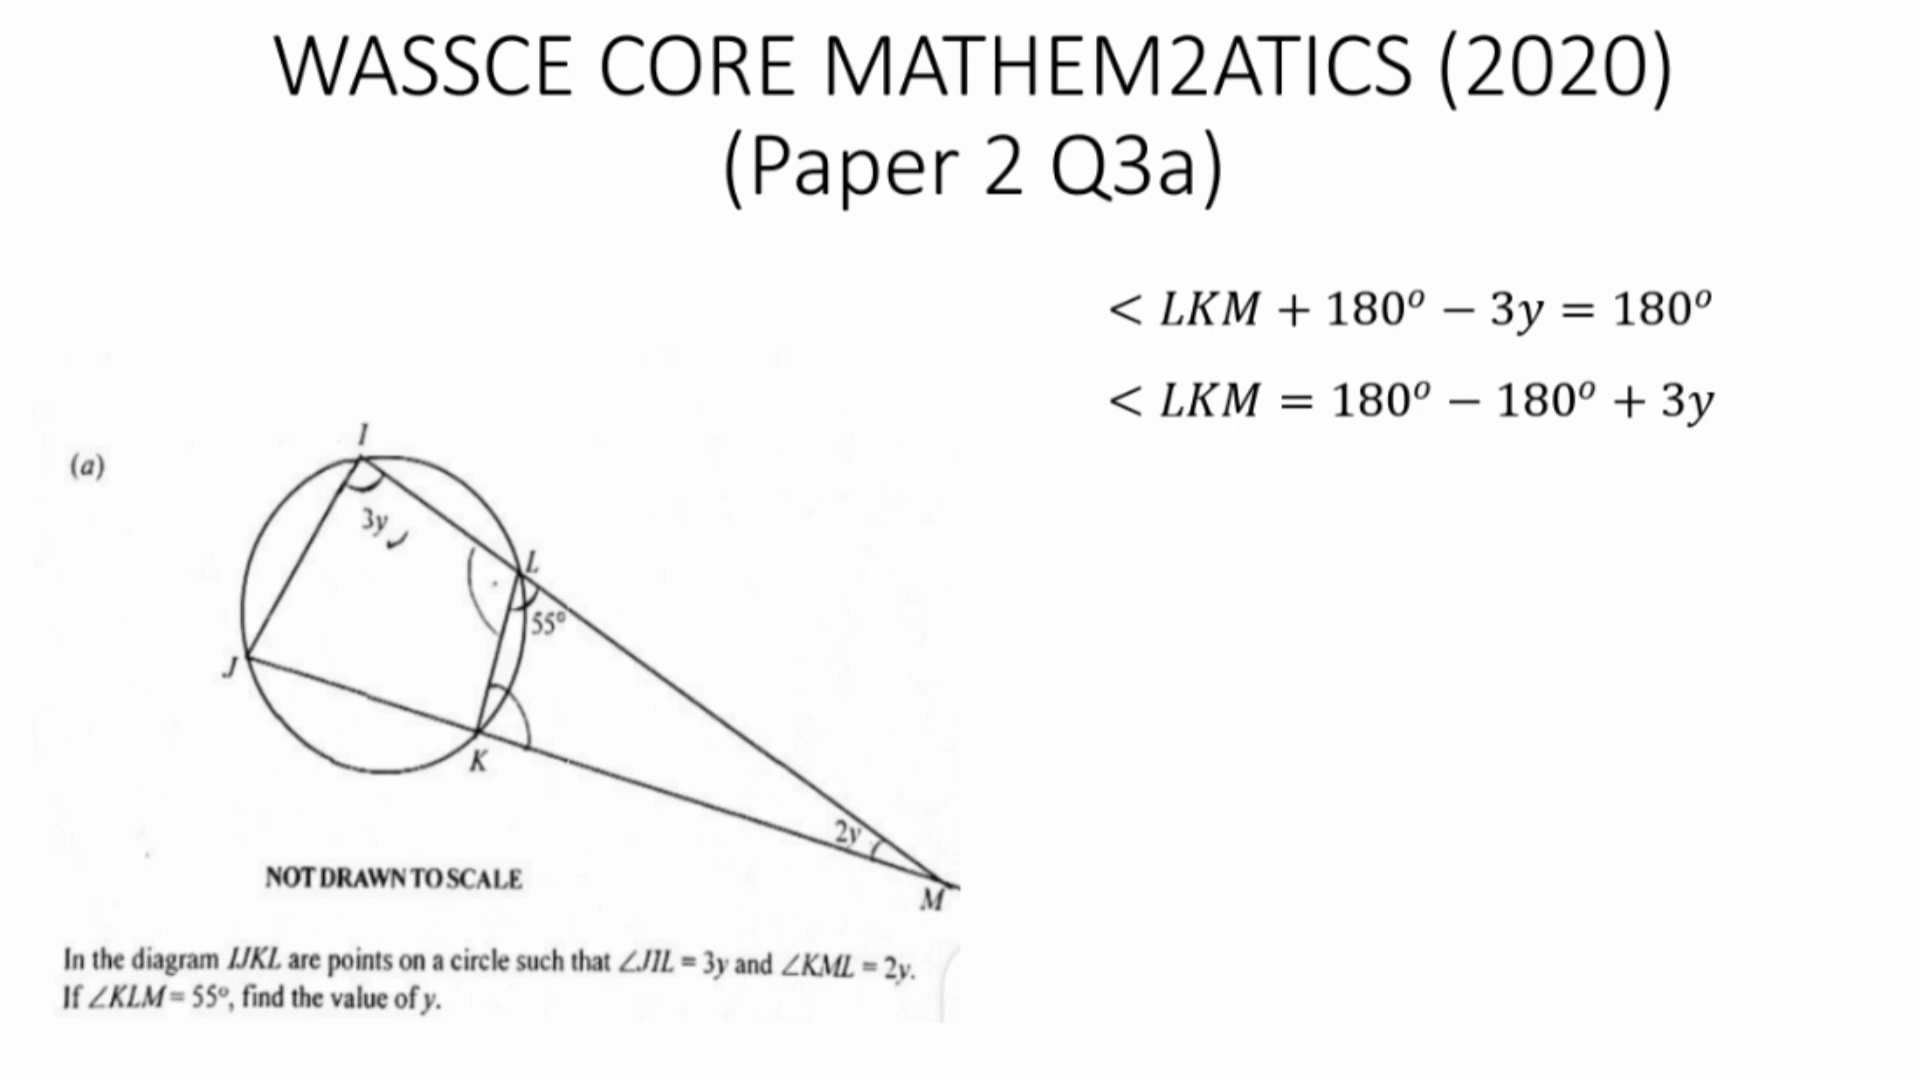 WASSCE CORE MATHEM2ATICS (2020)
(Paper 2 Q3a)
< LKM + 180° − 3y = 180°
< LKM = 180° − 180° + 3y
(a)
I
3y
L
55°
J
K
2y
NOT DRAWN TO SCALE
M
In the diagram IJKL are points on a circle such that ∠JIL = 3y and ∠KML = 2y.
If ∠KLM = 55°, find the value of y.